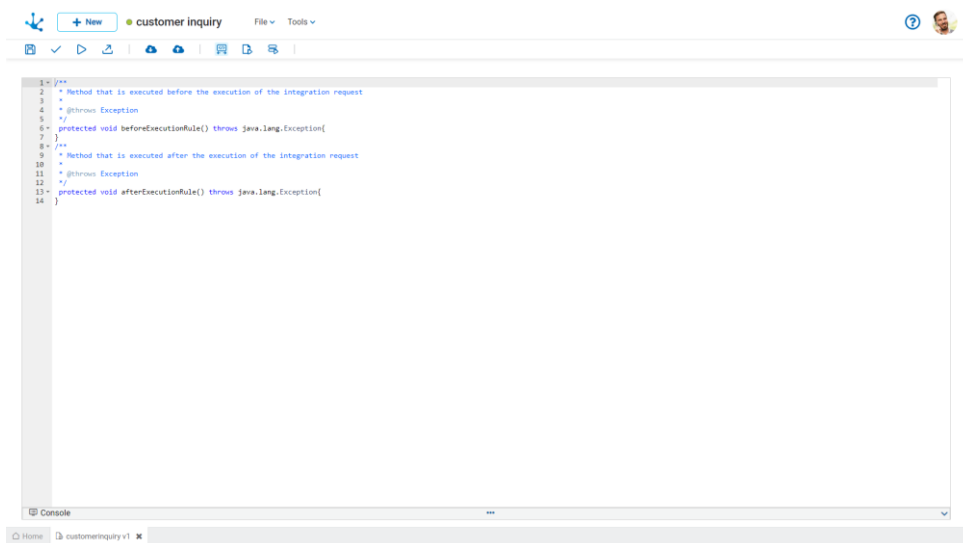 + New customer inquiry File Tools
1 /**
2 * Method that is executed before the execution of the integration request
3 *
4 * @throws Exception
5 */
6 protected void beforeExecutionRule() throws java.lang.Exception{
7 }
8 /**
9 * Method that is executed after the execution of the integration request
10 *
11 * @throws Exception
12 */
13 protected void afterExecutionRule() throws java.lang.Exception{
14 }
Console
Home customerinquiry v1